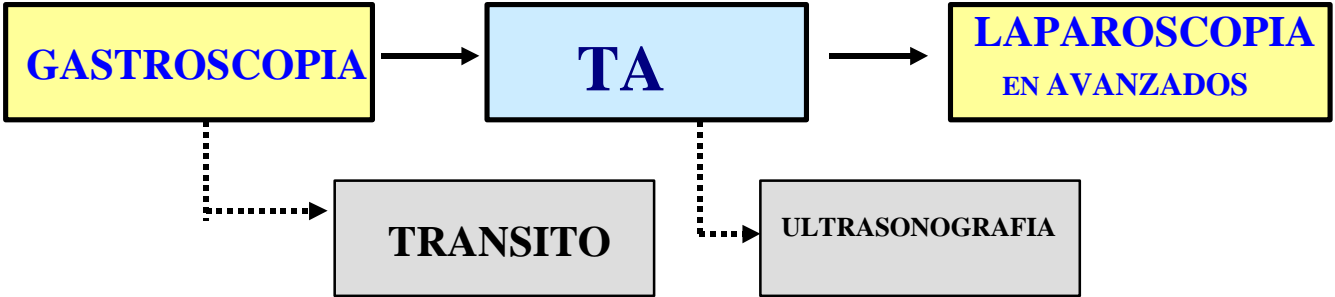 GASTROSCOPIA
TA
LAPAROSCOPIA
EN AVANZADOS
TRANSITO
ULTRASONOGRAFIA